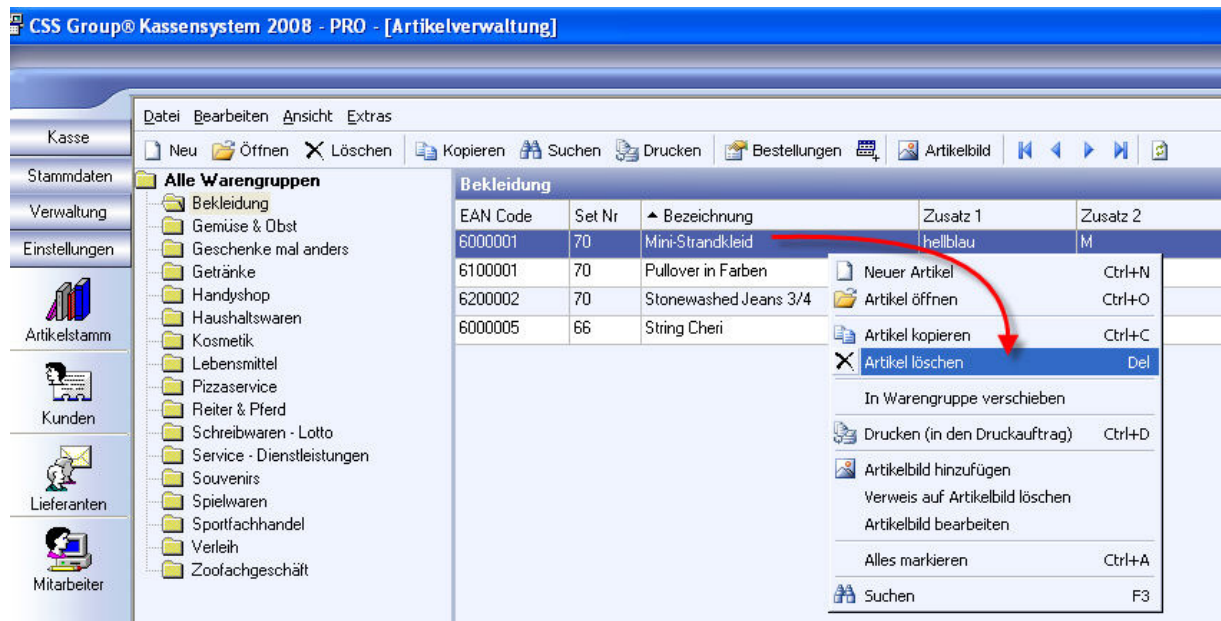 CSS Group® Kassensystem 2008 - PRO - [Artikelverwaltung]
Datei Bearbeiten Ansicht Extras
Neu Öffnen Löschen Kopieren Suchen Drucken Bestellungen Artikelbild
Kasse
Stammdaten
Verwaltung
Einstellungen
Artikelstamm
Kunden
Lieferanten
Mitarbeiter
Alle Warengruppen
Bekleidung
Gemüse & Obst
Geschenke mal anders
Getränke
Handyshop
Haushaltswaren
Kosmetik
Lebensmittel
Pizzaservice
Reiter & Pferd
Schreibwaren - Lotto
Service - Dienstleistungen
Souvenirs
Spielwaren
Sportfachhandel
Verleih
Zoofachgeschäft
Bekleidung
EAN Code Set Nr Bezeichnung Zusatz 1 Zusatz 2
6000001 70 Mini-Strandkleid hellblau M
6100001 70 Pullover in Farben
6200002 70 Stonewashed Jeans 3/4
6000005 66 String Cheri
Neuer Artikel Ctrl+N
Artikel öffnen Ctrl+O
Artikel kopieren Ctrl+C
Artikel löschen Del
In Warengruppe verschieben
Drucken (in den Druckauftrag) Ctrl+D
Artikelbild hinzufügen
Verweis auf Artikelbild löschen
Artikelbild bearbeiten
Alles markieren Ctrl+A
Suchen F3